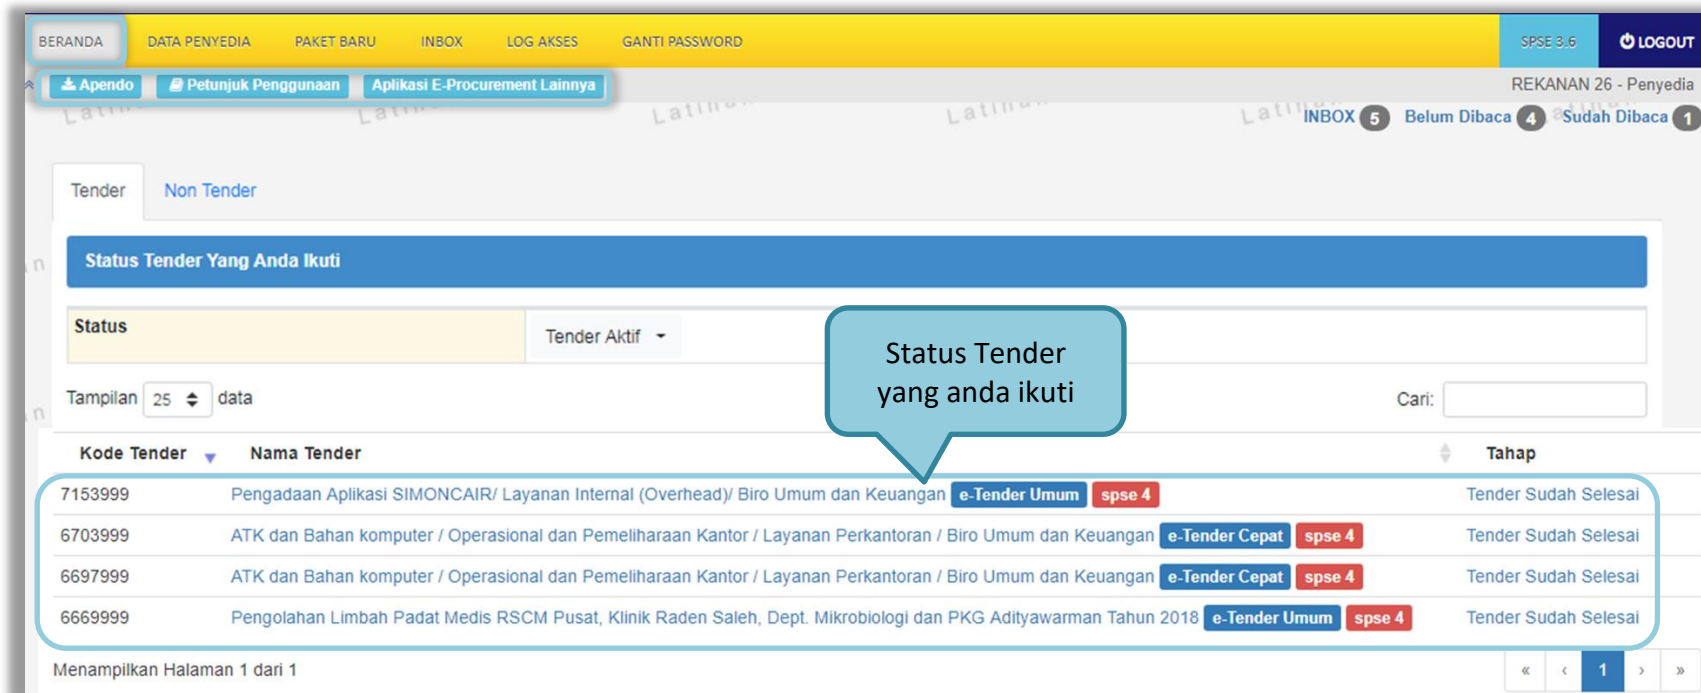 BERANDA DATA PENYEDIA PAKET BARU INBOX LOG AKSES GANTI PASSWORD SPSE 3.6 LOGOUT
Apendo Petunjuk Penggunaan Aplikasi E-Procurement Lainnya REKANAN 26 - Penyedia
INBOX 5 Belum Dibaca 4 Sudah Dibaca 1
Tender Non Tender
Status Tender Yang Anda Ikuti
Status Tender Aktif
Status Tender
yang anda ikuti
Tampilan 25 data Cari:
Kode Tender Nama Tender Tahap
7153999 Pengadaan Aplikasi SIMONCAIR/ Layanan Internal (Overhead)/ Biro Umum dan Keuangan e-Tender Umum spse 4 Tender Sudah Selesai
6703999 ATK dan Bahan komputer / Operasional dan Pemeliharaan Kantor / Layanan Perkantoran / Biro Umum dan Keuangan e-Tender Cepat spse 4 Tender Sudah Selesai
6697999 ATK dan Bahan komputer / Operasional dan Pemeliharaan Kantor / Layanan Perkantoran / Biro Umum dan Keuangan e-Tender Cepat spse 4 Tender Sudah Selesai
6669999 Pengolahan Limbah Padat Medis RSCM Pusat, Klinik Raden Saleh, Dept. Mikrobiologi dan PKG Adityawarman Tahun 2018 e-Tender Umum spse 4 Tender Sudah Selesai
Menampilkan Halaman 1 dari 1 « ‹ 1 › »